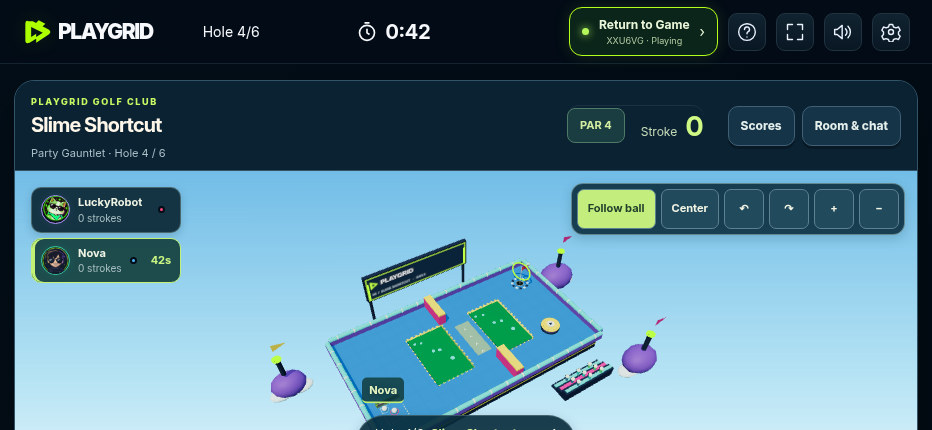 PLAYGRID
Hole 4/6
0:42
Return to Game
XXU6VG · Playing
PLAYGRID GOLF CLUB
Slime Shortcut
Party Gauntlet · Hole 4 / 6
PAR 4
Stroke 0
Scores
Room & chat
LuckyRobot
0 strokes
Nova
0 strokes
42s
Follow ball
Center
PLAYGRID
Nova